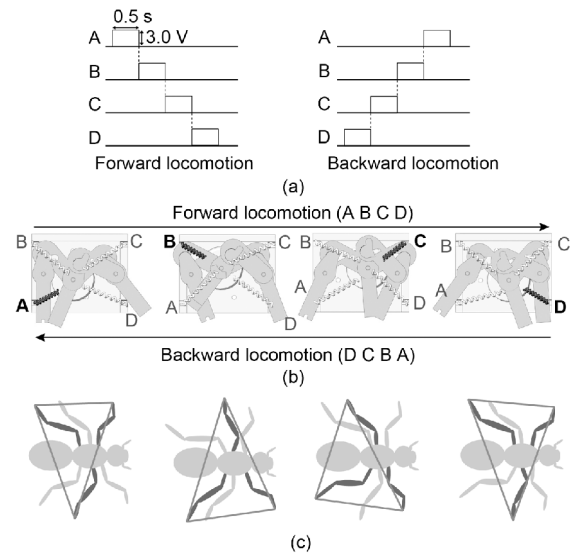 0.5 s
A
3.0 V
B
C
D
Forward locomotion
A
B
C
D
Backward locomotion
(a)
Forward locomotion (A B C D)
B C B C B C B C
A D A D A D A D
Backward locomotion (D C B A)
(b)
(c)